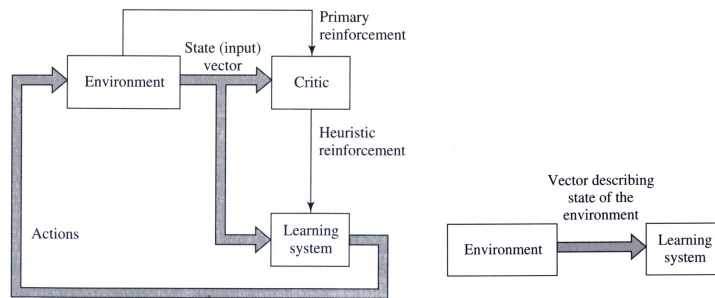 Primary
reinforcement
State (input)
vector
Environment
Critic
Heuristic
reinforcement
Actions
Learning
system
Vector describing
state of the
environment
Environment
Learning
system